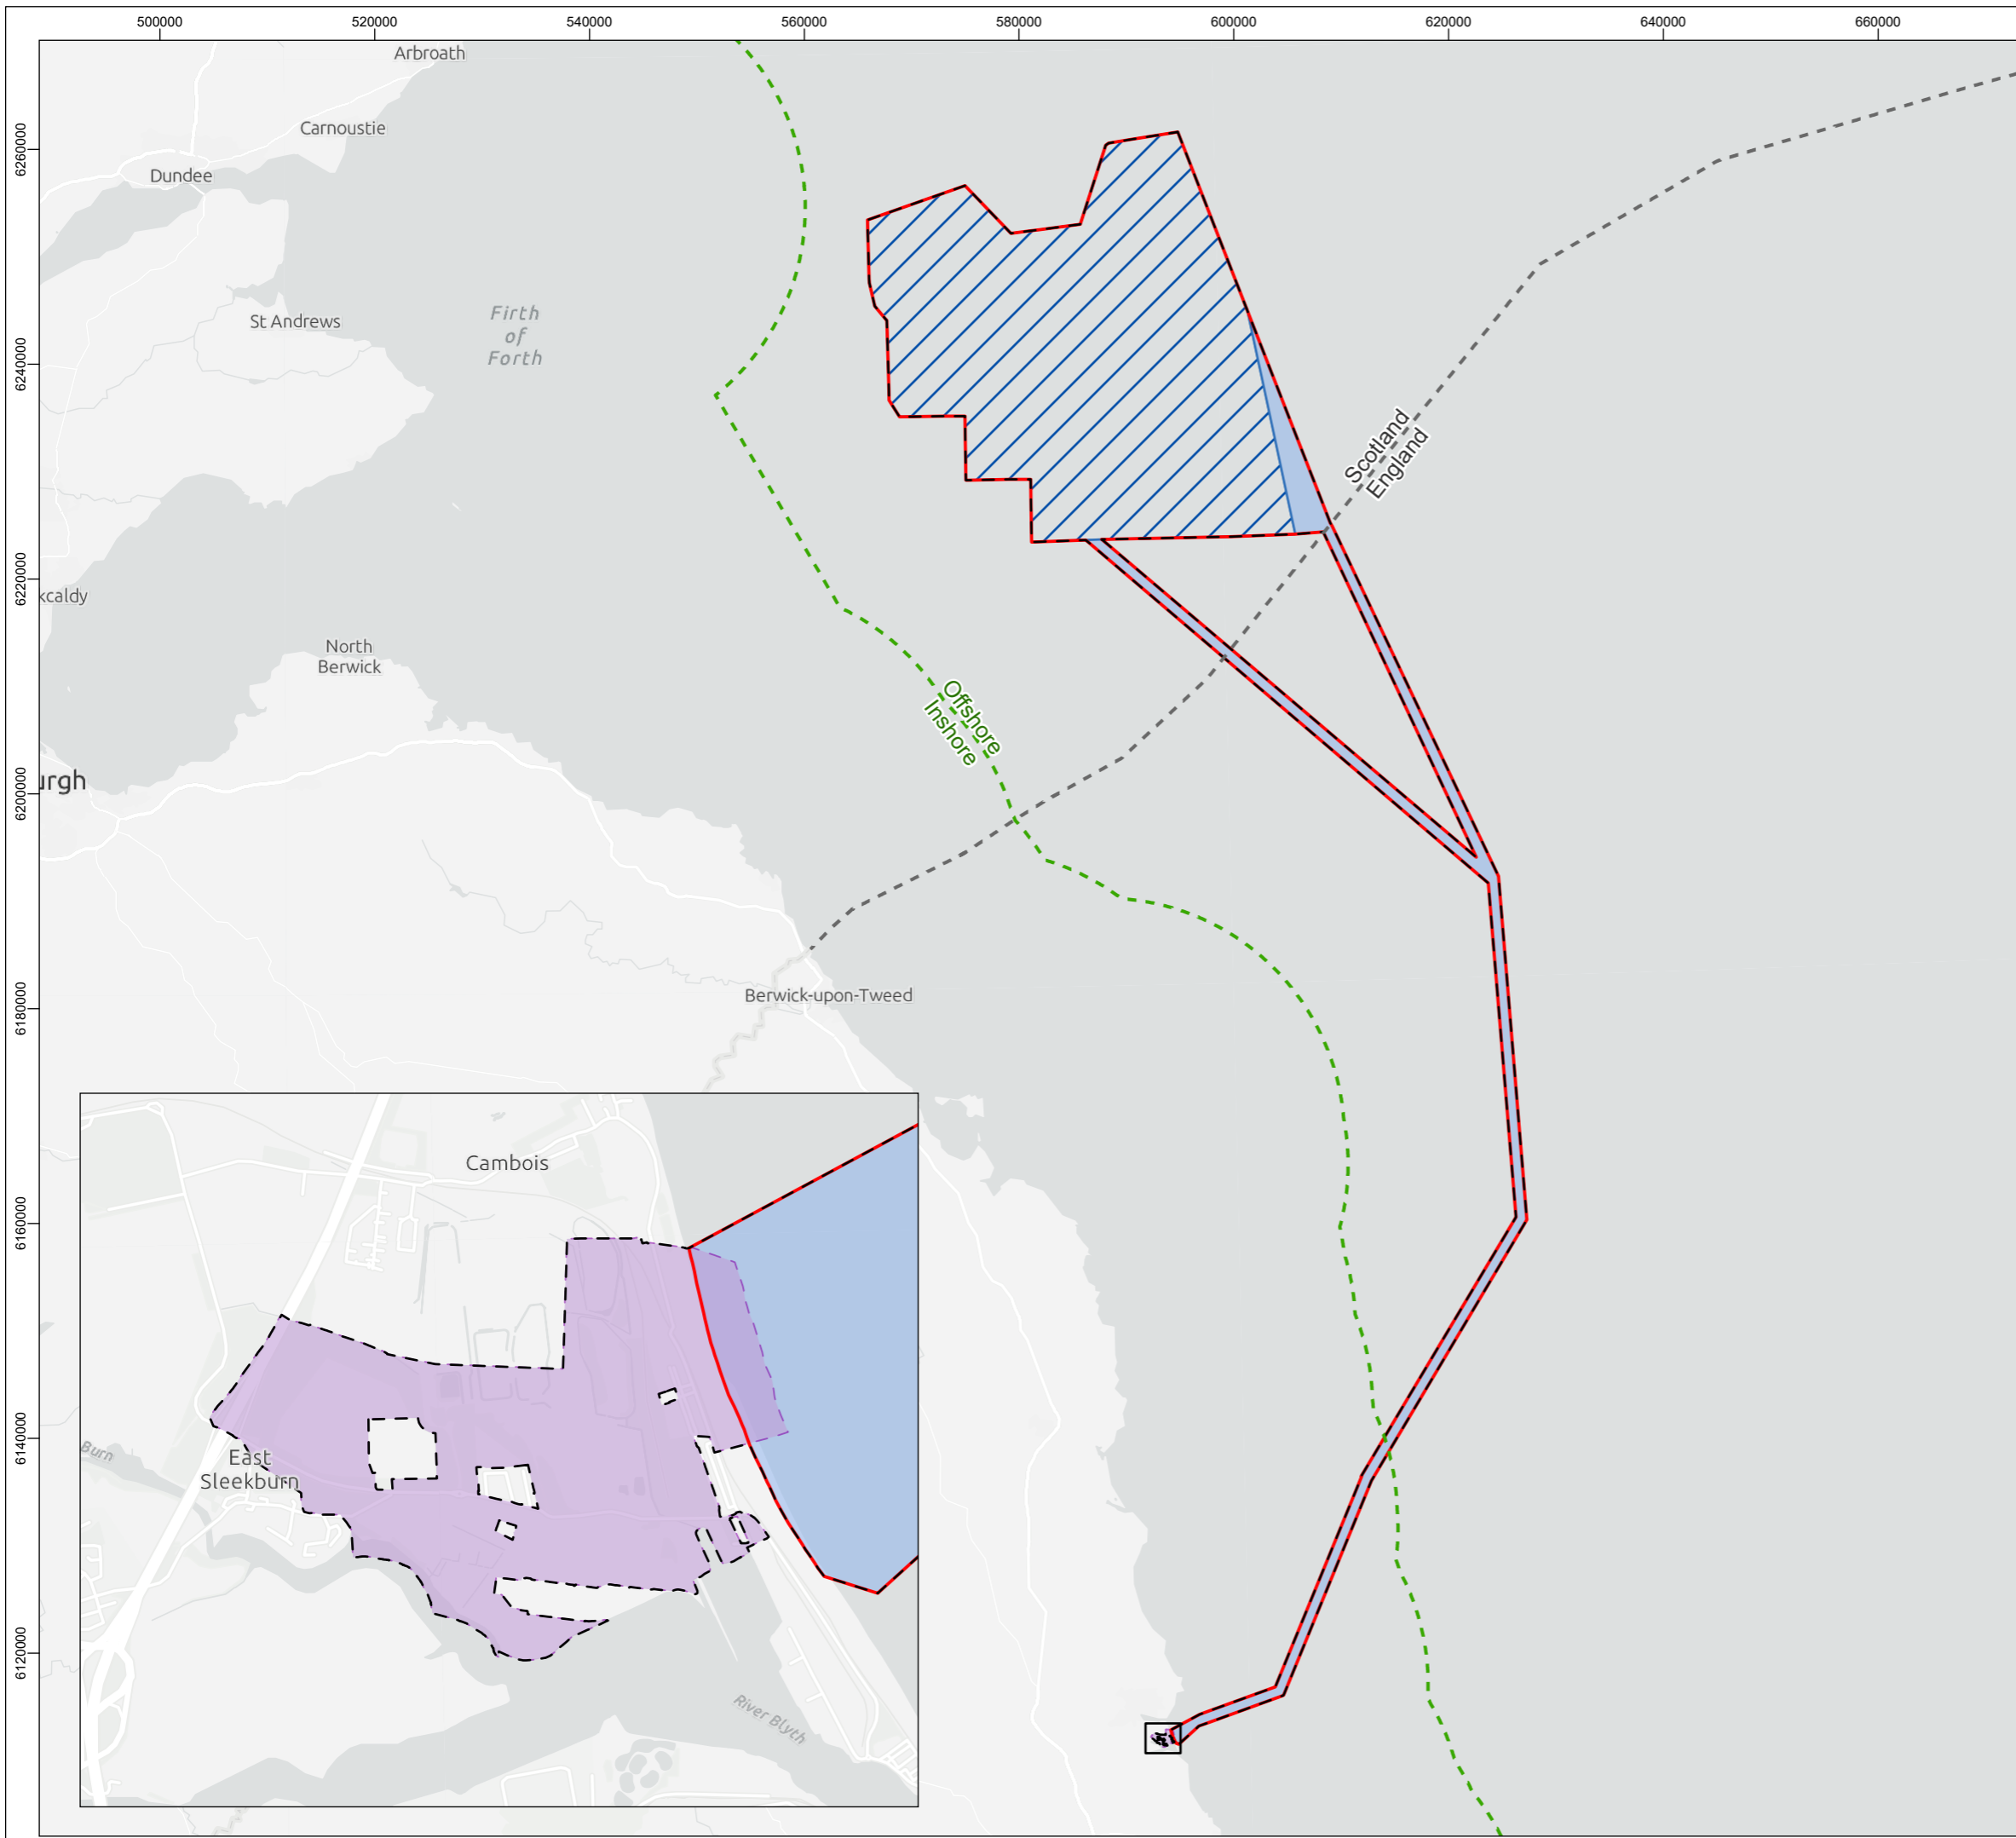 500000 520000 540000 560000 580000 600000 620000 640000 660000
Arbroath
Carnoustie
6260000
Dundee
St Andrews
Firth
of
Forth
6240000
Scotland
England
6220000
kcaldy
North
Berwick
Offshore
Inshore
urgh
6200000
Berwick-upon-Tweed
6180000
Cambois
6160000
6140000
Burn
East
Sleekburn
6120000
River Blyth